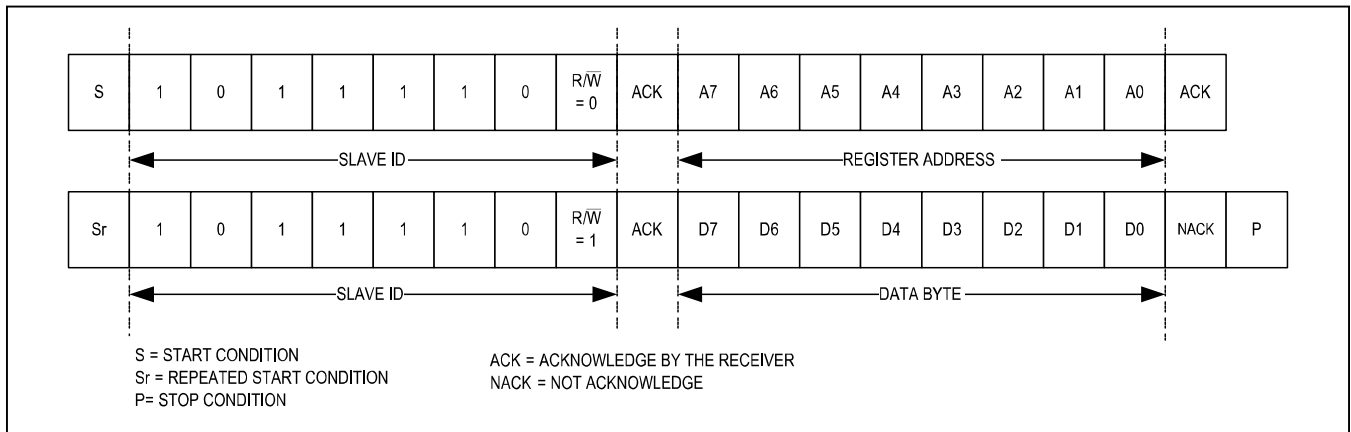 S 1 0 1 1 1 1 0 R/W̅ = 0 ACK A7 A6 A5 A4 A3 A2 A1 A0 ACK
SLAVE ID REGISTER ADDRESS
Sr 1 0 1 1 1 1 0 R/W̅ = 1 ACK D7 D6 D5 D4 D3 D2 D1 D0 NACK P
SLAVE ID DATA BYTE
S = START CONDITION ACK = ACKNOWLEDGE BY THE RECEIVER
Sr = REPEATED START CONDITION NACK = NOT ACKNOWLEDGE
P= STOP CONDITION